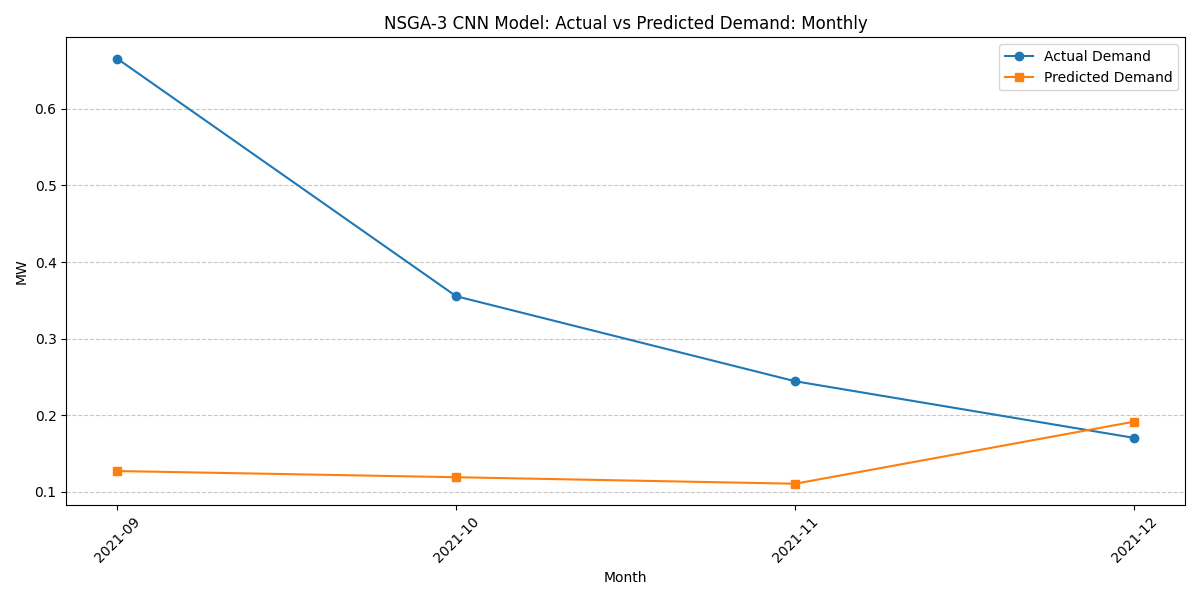 NSGA-3 CNN Model: Actual vs Predicted Demand: Monthly
Actual Demand
Predicted Demand
0.6
0.5
0.4
0.3
0.2
0.1
MW
2021-09
2021-10
2021-11
2021-12
Month